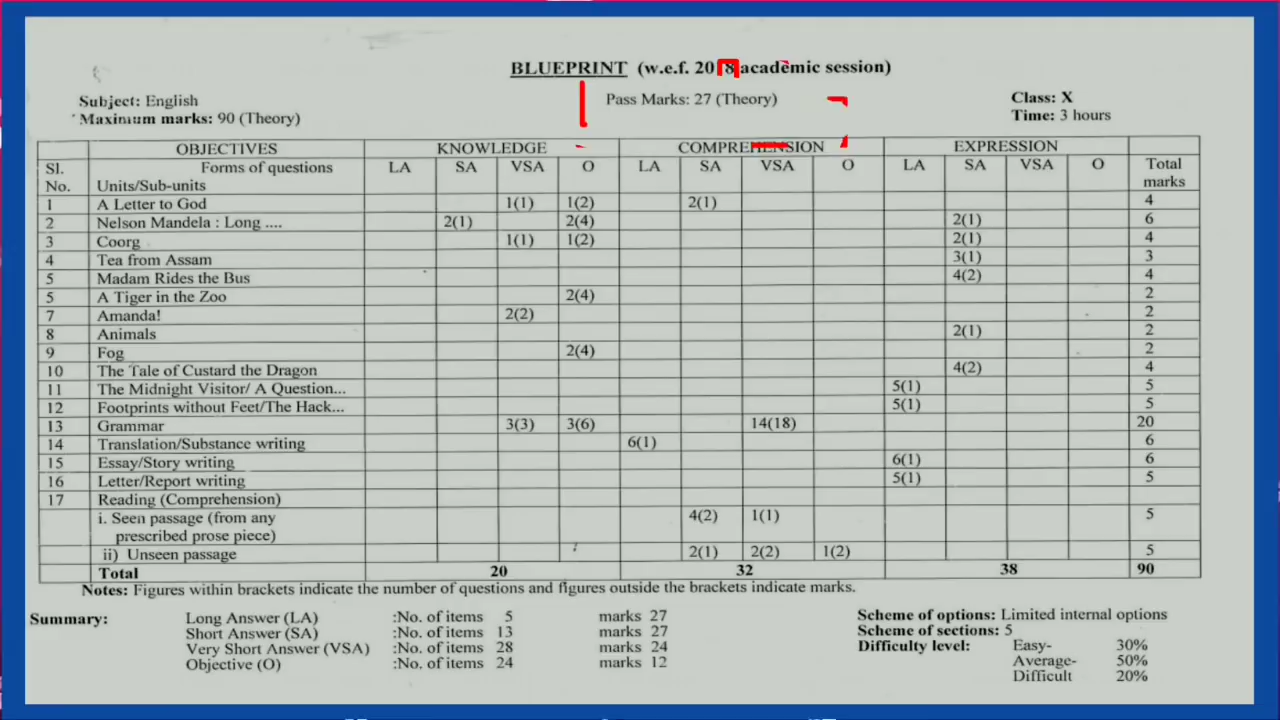 BLUEPRINT (w.e.f. 2018 academic session)
Subject: English Pass Marks: 27 (Theory) Class: X
Maximum marks: 90 (Theory) Time: 3 hours
OBJECTIVES KNOWLEDGE COMPREHENSION EXPRESSION
Sl. Forms of questions LA SA VSA O LA SA VSA O LA SA VSA O Total
No. Units/Sub-units marks
1 A Letter to God 1(1) 1(2) 2(1) 4
2 Nelson Mandela : Long .... 2(1) 2(4) 2(1) 6
3 Coorg 1(1) 1(2) 2(1) 4
4 Tea from Assam 3(1) 3
5 Madam Rides the Bus 4(2) 4
5 A Tiger in the Zoo 2(4) 2
7 Amanda! 2(2) 2
8 Animals 2(1) 2
9 Fog 2(4) 2
10 The Tale of Custard the Dragon 4(2) 4
11 The Midnight Visitor/ A Question... 5(1) 5
12 Footprints without Feet/The Hack... 5(1) 5
13 Grammar 3(3) 3(6) 14(18) 20
14 Translation/Substance writing 6(1) 6
15 Essay/Story writing 6(1) 6
16 Letter/Report writing 5(1) 5
17 Reading (Comprehension)
i. Seen passage (from any 4(2) 1(1) 5
prescribed prose piece)
ii) Unseen passage 2(1) 2(2) 1(2) 5
Total 20 32 38 90
Notes: Figures within brackets indicate the number of questions and figures outside the brackets indicate marks.
Summary: Long Answer (LA) :No. of items 5 marks 27 Scheme of options: Limited internal options
Short Answer (SA) :No. of items 13 marks 27 Scheme of sections: 5
Very Short Answer (VSA) :No. of items 28 marks 24 Difficulty level: Easy- 30%
Objective (O) :No. of items 24 marks 12 Average- 50%
Difficult 20%